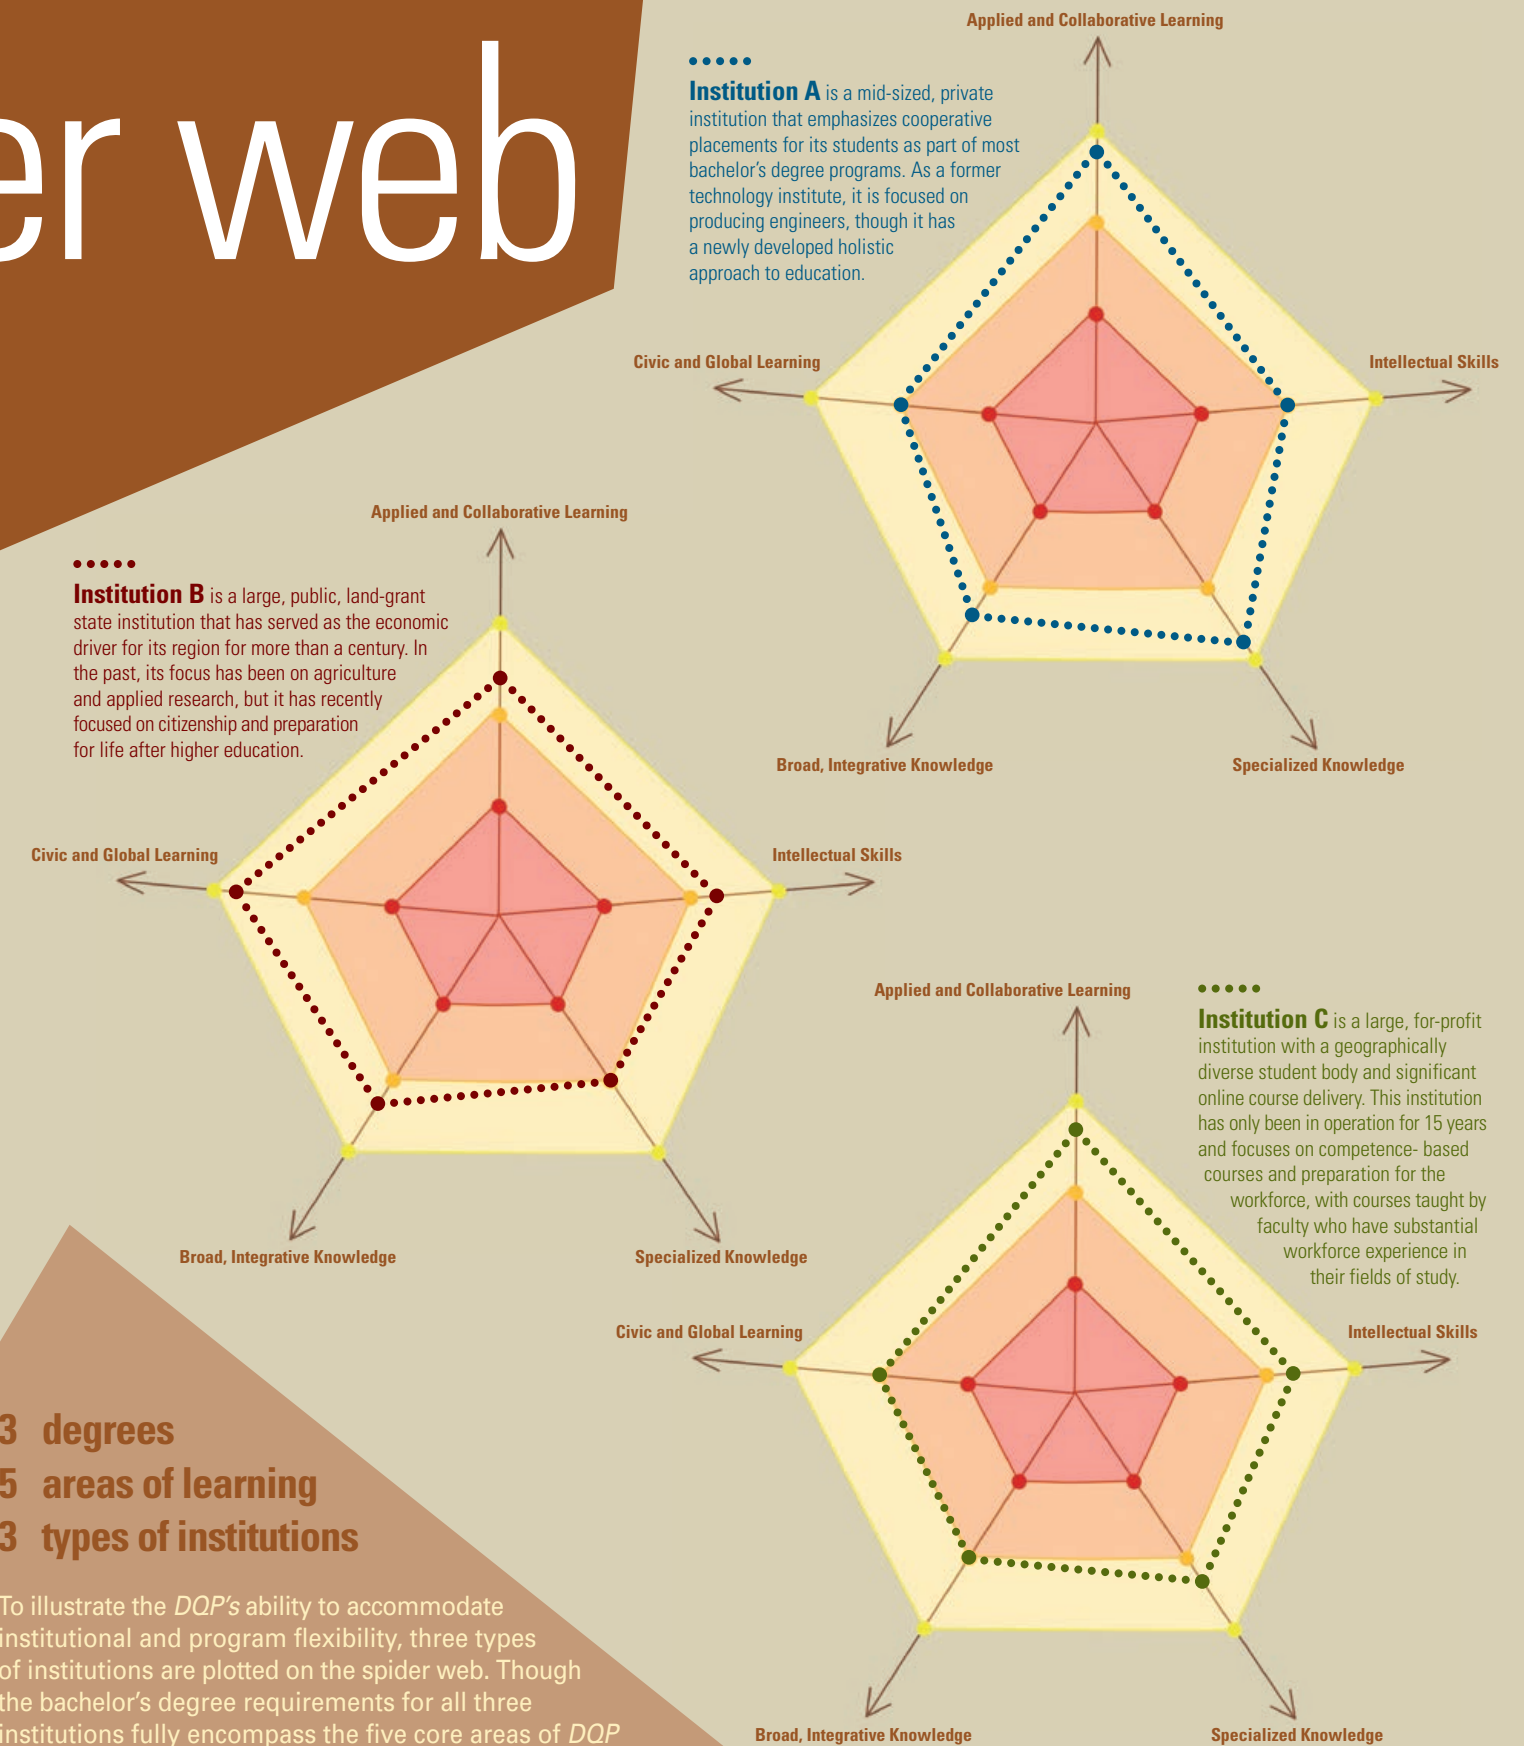 er web
Applied and Collaborative Learning
Institution A is a mid-sized, private
institution that emphasizes cooperative
placements for its students as part of most
bachelor's degree programs. As a former
technology institute, it is focused on
producing engineers, though it has
a newly developed holistic
approach to education.
Civic and Global Learning
Intellectual Skills
Broad, Integrative Knowledge
Specialized Knowledge
Applied and Collaborative Learning
Institution B is a large, public, land-grant
state institution that has served as the economic
driver for its region for more than a century. In
the past, its focus has been on agriculture
and applied research, but it has recently
focused on citizenship and preparation
for life after higher education.
Civic and Global Learning
Intellectual Skills
Broad, Integrative Knowledge
Specialized Knowledge
Applied and Collaborative Learning
Institution C is a large, for-profit
institution with a geographically
diverse student body and significant
online course delivery. This institution
has only been in operation for 15 years
and focuses on competence- based
courses and preparation for the
workforce, with courses taught by
faculty who have substantial
workforce experience in
their fields of study.
Civic and Global Learning
Intellectual Skills
Broad, Integrative Knowledge
Specialized Knowledge
3 degrees
5 areas of learning
3 types of institutions
To illustrate the DQP's ability to accommodate
institutional and program flexibility, three types
of institutions are plotted on the spider web. Though
the bachelor's degree requirements for all three
institutions fully encompass the five core areas of DQP